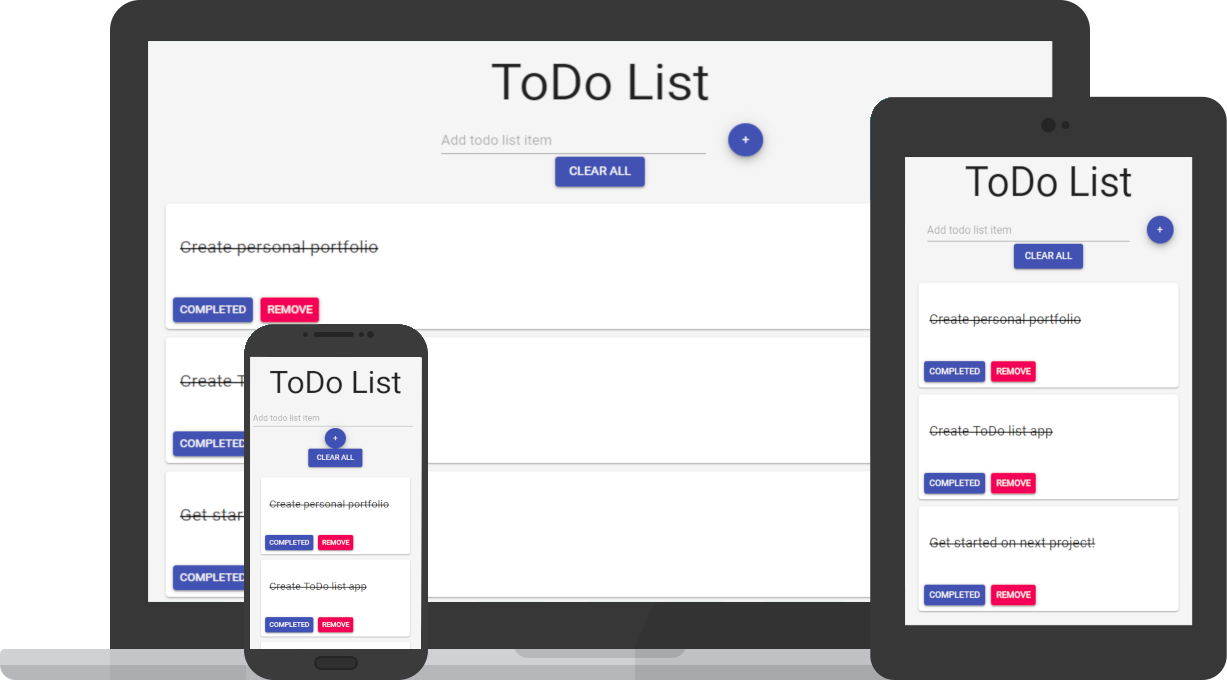 ToDo List
Add todo list item
+
CLEAR ALL
Create personal portfolio
COMPLETED REMOVE
Create T
COMPLETED
Get star
COMPLETED
ToDo List
Add todo list item
+
CLEAR ALL
Create personal portfolio
COMPLETED REMOVE
Create ToDo list app
COMPLETED REMOVE
ToDo List
Add todo list item
+
CLEAR ALL
Create personal portfolio
COMPLETED REMOVE
Create ToDo list app
COMPLETED REMOVE
Get started on next project!
COMPLETED REMOVE